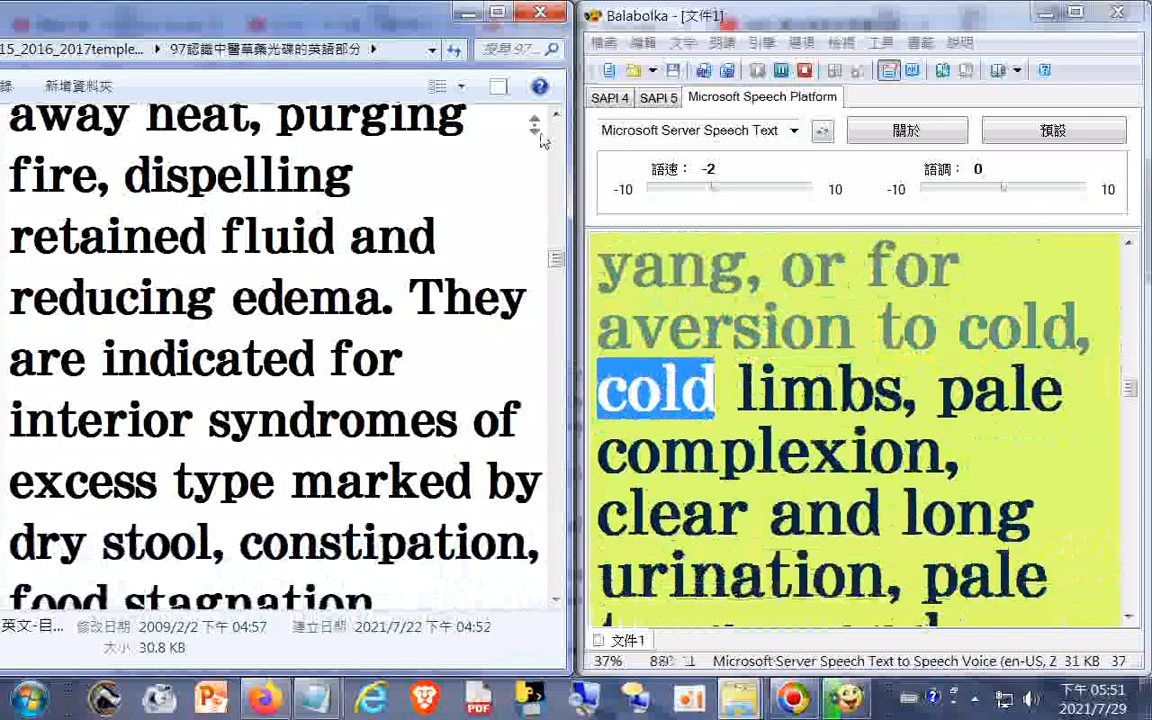 15_2016_2017temple...
97認識中醫草藥光碟的英語部分
搜尋 97...
錄
新增資料夾
away heat, purging
fire, dispelling
retained fluid and
reducing edema. They
are indicated for
interior syndromes of
excess type marked by
dry stool, constipation,
food stagnation
英文-目...
修改日期 2009/2/2 下午 04:57
建立日期 2021/7/22 下午 04:52
大小 30.8 KB
Balabolka - [文件1]
檔案 編輯 文字 朗讀 引擎 選項 檢視 工具 書籤 說明
SAPI 4 SAPI 5 Microsoft Speech Platform
Microsoft Server Speech Text
關於
預設
語速: -2
-10
10
語調: 0
-10
10
yang, or for
aversion to cold,
cold limbs, pale
complexion,
clear and long
urination, pale
文件1
37%
Microsoft Server Speech Text to Speech Voice (en-US, Z
31 KB
37
PDF
下午 05:51
2021/7/29